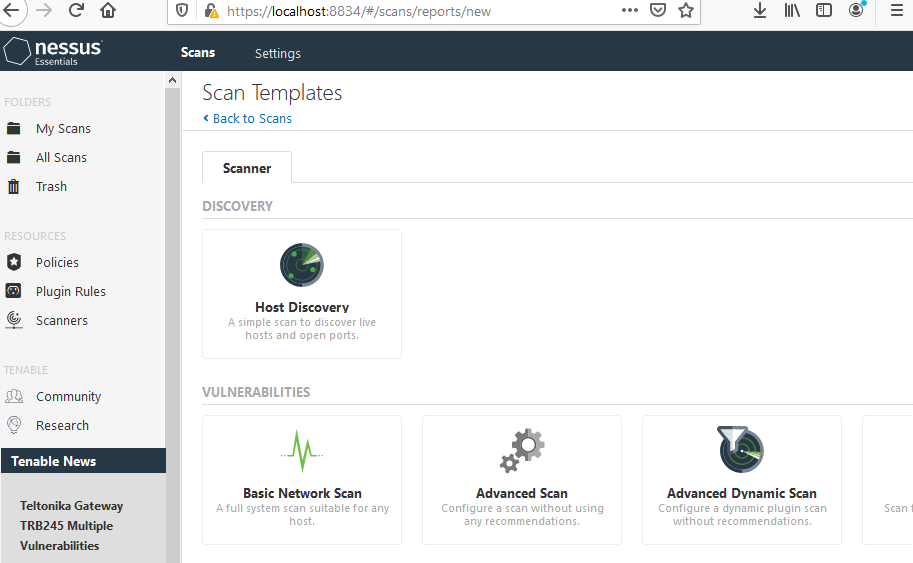 https://localhost:8834/#/scans/reports/new
nessus
Essentials
Scans
Settings
FOLDERS
My Scans
All Scans
Trash
RESOURCES
Policies
Plugin Rules
Scanners
TENABLE
Community
Research
Tenable News
Teltonika Gateway
TRB245 Multiple
Vulnerabilities
Scan Templates
Back to Scans
Scanner
DISCOVERY
Host Discovery
A simple scan to discover live
hosts and open ports.
VULNERABILITIES
Basic Network Scan
A full system scan suitable for any
host.
Advanced Scan
Configure a scan without using
any recommendations.
Advanced Dynamic Scan
Configure a dynamic plugin scan
without recommendations.
Scan